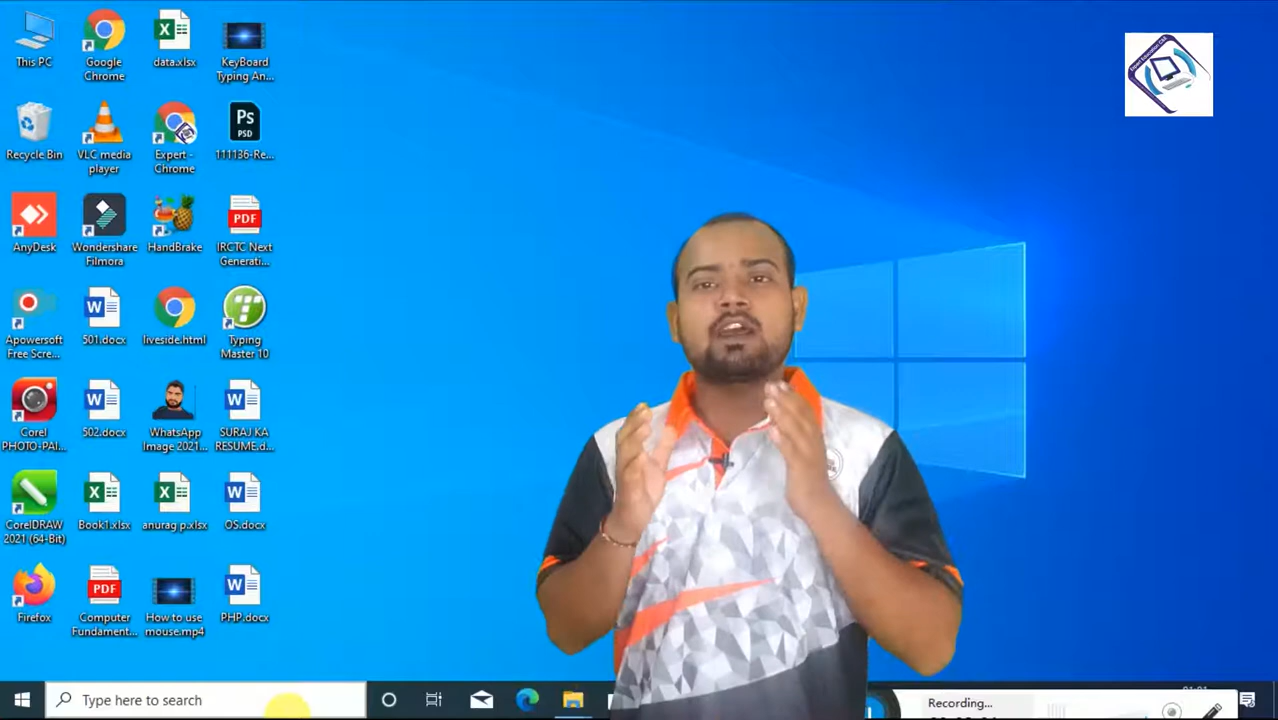 This PC
Google
Chrome
data.xlsx
KeyBoard
Typing An...
Recycle Bin
VLC media
player
Expert -
Chrome
Ps
PSD
111136-Re...
AnyDesk
Wondershare
Filmora
HandBrake
PDF
IRCTC Next
Generati...
Apowersoft
Free Scre...
501.docx
liveside.html
Typing
Master 10
Corel
PHOTO-PAI...
502.docx
WhatsApp
Image 2021...
SURAJ KA
RESUME.d...
CorelDRAW
2021 (64-Bit)
Book1.xlsx
anurag p.xlsx
OS.docx
Firefox
PDF
Computer
Fundament...
How to use
mouse.mp4
PHP.docx
Type here to search
Recording...